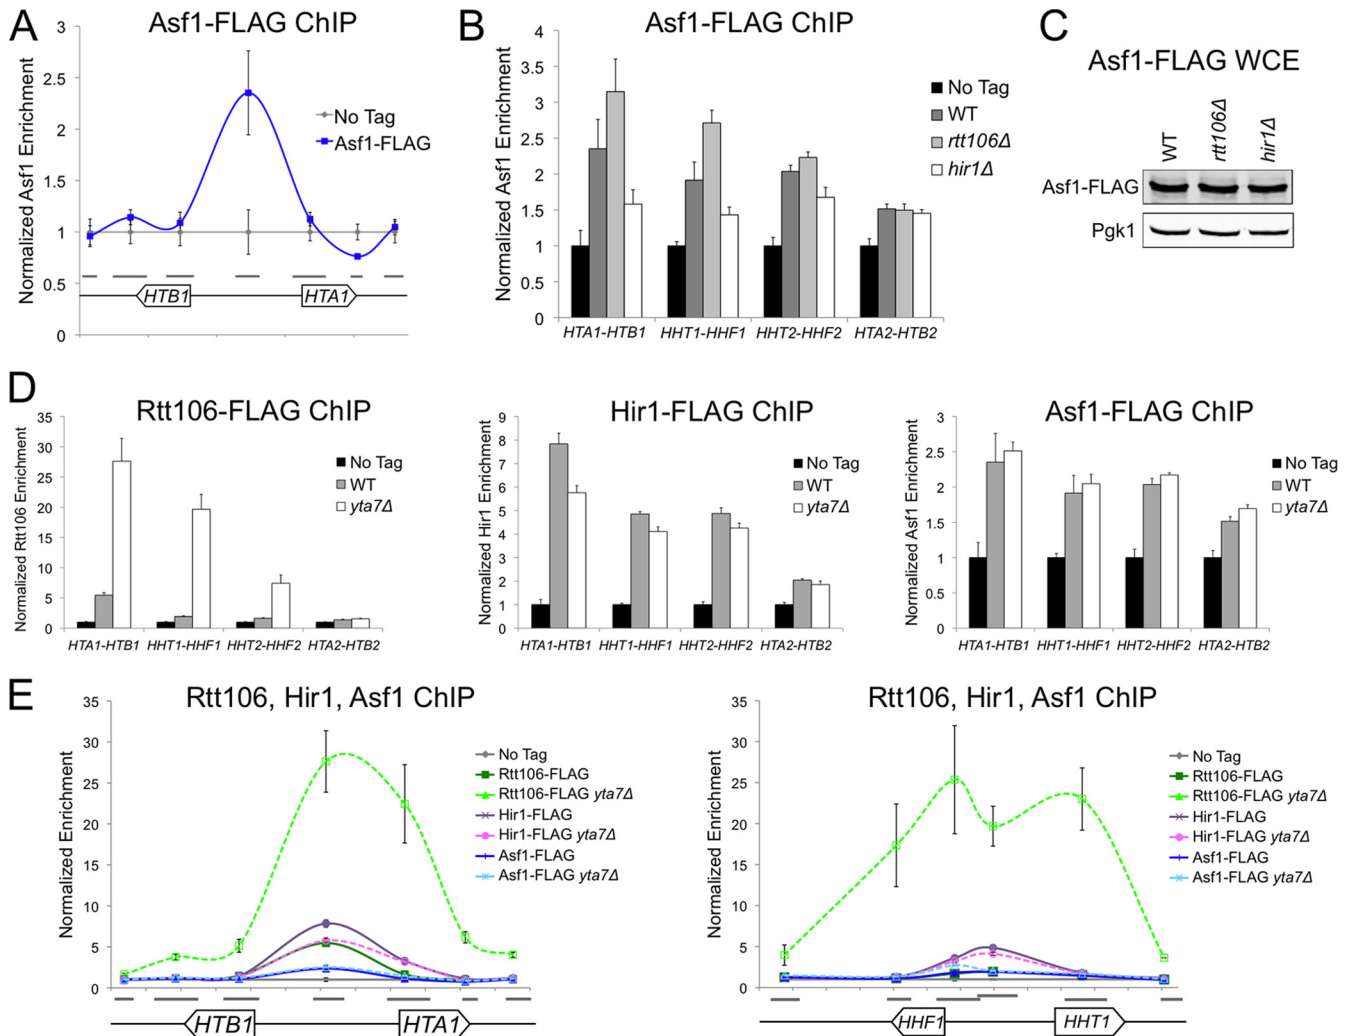 A
Asf1-FLAG ChIP
Normalized Asf1 Enrichment
3
2.5
2
1.5
1
0.5
0
No Tag
Asf1-FLAG
HTB1
HTA1
B
Asf1-FLAG ChIP
Normalized Asf1 Enrichment
4
3.5
3
2.5
2
1.5
1
0.5
0
No Tag
WT
rtt106Δ
hir1Δ
HTA1-HTB1
HHT1-HHF1
HHT2-HHF2
HTA2-HTB2
C
Asf1-FLAG WCE
WT
rtt106Δ
hir1Δ
Asf1-FLAG
Pgk1
D
Rtt106-FLAG ChIP
Normalized Rtt106 Enrichment
35
30
25
20
15
10
5
0
No Tag
WT
yta7Δ
HTA1-HTB1
HHT1-HHF1
HHT2-HHF2
HTA2-HTB2
Hir1-FLAG ChIP
Normalized Hir1 Enrichment
9
8
7
6
5
4
3
2
1
0
No Tag
WT
yta7Δ
HTA1-HTB1
HHT1-HHF1
HHT2-HHF2
HTA2-HTB2
Asf1-FLAG ChIP
Normalized Asf1 Enrichment
3
2.5
2
1.5
1
0.5
0
No Tag
WT
yta7Δ
HTA1-HTB1
HHT1-HHF1
HHT2-HHF2
HTA2-HTB2
E
Rtt106, Hir1, Asf1 ChIP
Normalized Enrichment
35
30
25
20
15
10
5
0
No Tag
Rtt106-FLAG
Rtt106-FLAG yta7Δ
Hir1-FLAG
Hir1-FLAG yta7Δ
Asf1-FLAG
Asf1-FLAG yta7Δ
HTB1
HTA1
Rtt106, Hir1, Asf1 ChIP
Normalized Enrichment
35
30
25
20
15
10
5
0
No Tag
Rtt106-FLAG
Rtt106-FLAG yta7Δ
Hir1-FLAG
Hir1-FLAG yta7Δ
Asf1-FLAG
Asf1-FLAG yta7Δ
HHF1
HHT1